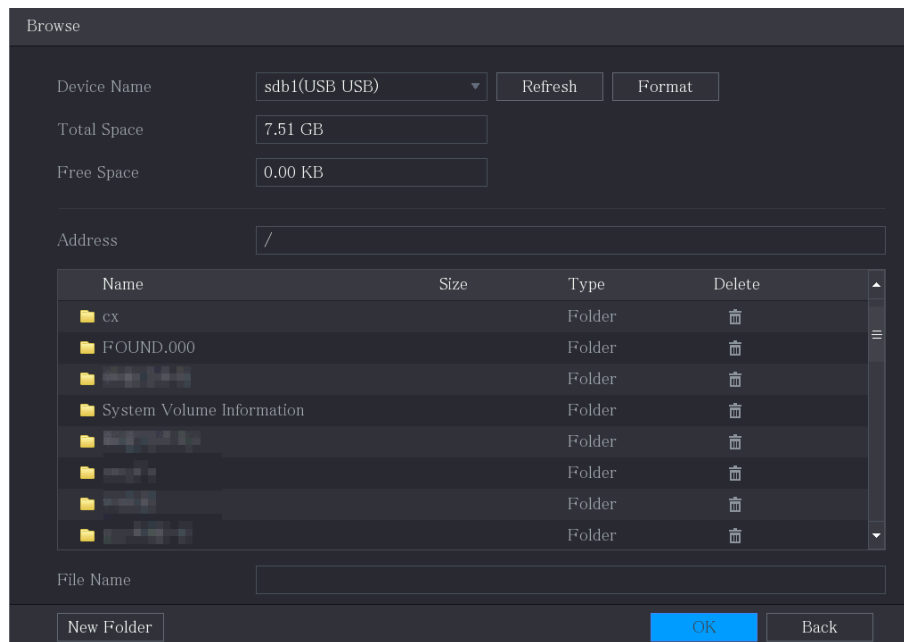 Browse
Device Name sdb1(USB USB) Refresh Format
Total Space 7.51 GB
Free Space 0.00 KB
Address /
Name Size Type Delete
cx Folder
FOUND.000 Folder
Folder
System Volume Information Folder
Folder
Folder
Folder
Folder
File Name
New Folder OK Back